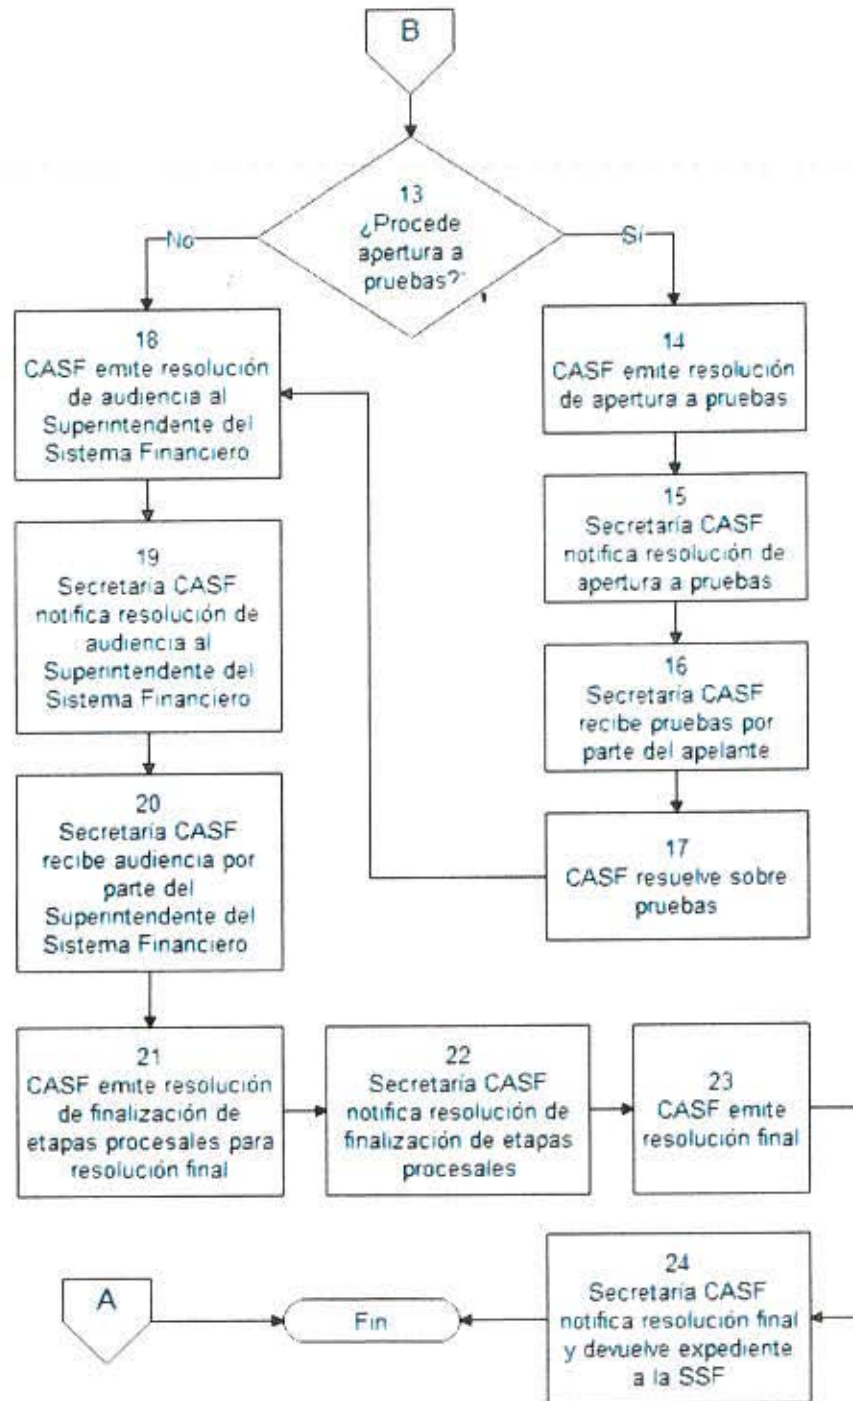 B
13
¿Procede
apertura a
pruebas?
No
Sí
18
CASF emite resolución
de audiencia al
Superintendente del
Sistema Financiero
14
CASF emite resolución
de apertura a pruebas
15
Secretaría CASF
notifica resolución de
apertura a pruebas
19
Secretaría CASF
notifica resolución de
audiencia al
Superintendente del
Sistema Financiero
16
Secretaría CASF
recibe pruebas por
parte del apelante
20
Secretaría CASF
recibe audiencia por
parte del
Superintendente del
Sistema Financiero
17
CASF resuelve sobre
pruebas
21
CASF emite resolución
de finalización de
etapas procesales para
resolución final
22
Secretaría CASF
notifica resolución de
finalización de etapas
procesales
23
CASF emite
resolución final
24
Secretaría CASF
notifica resolución final
y devuelve expediente
a la SSF
A
Fin